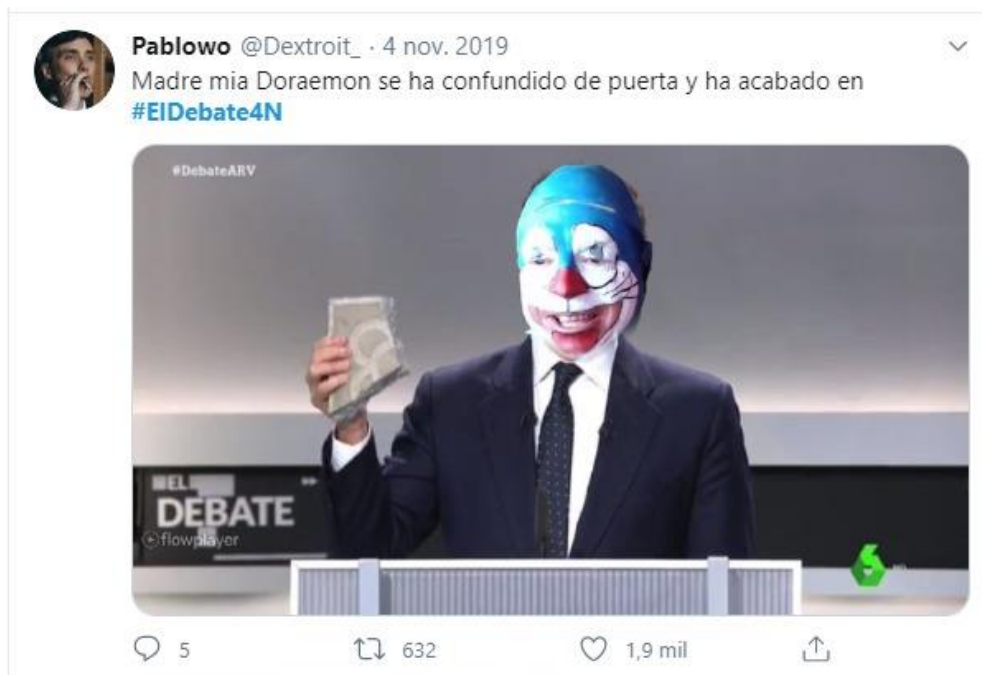 Pablowo @Dextroit_ · 4 nov. 2019
Madre mia Doraemon se ha confundido de puerta y ha acabado en
#ElDebate4N
#DebateARV
EL
DEBATE
flowplayer
5
632
1,9 mil